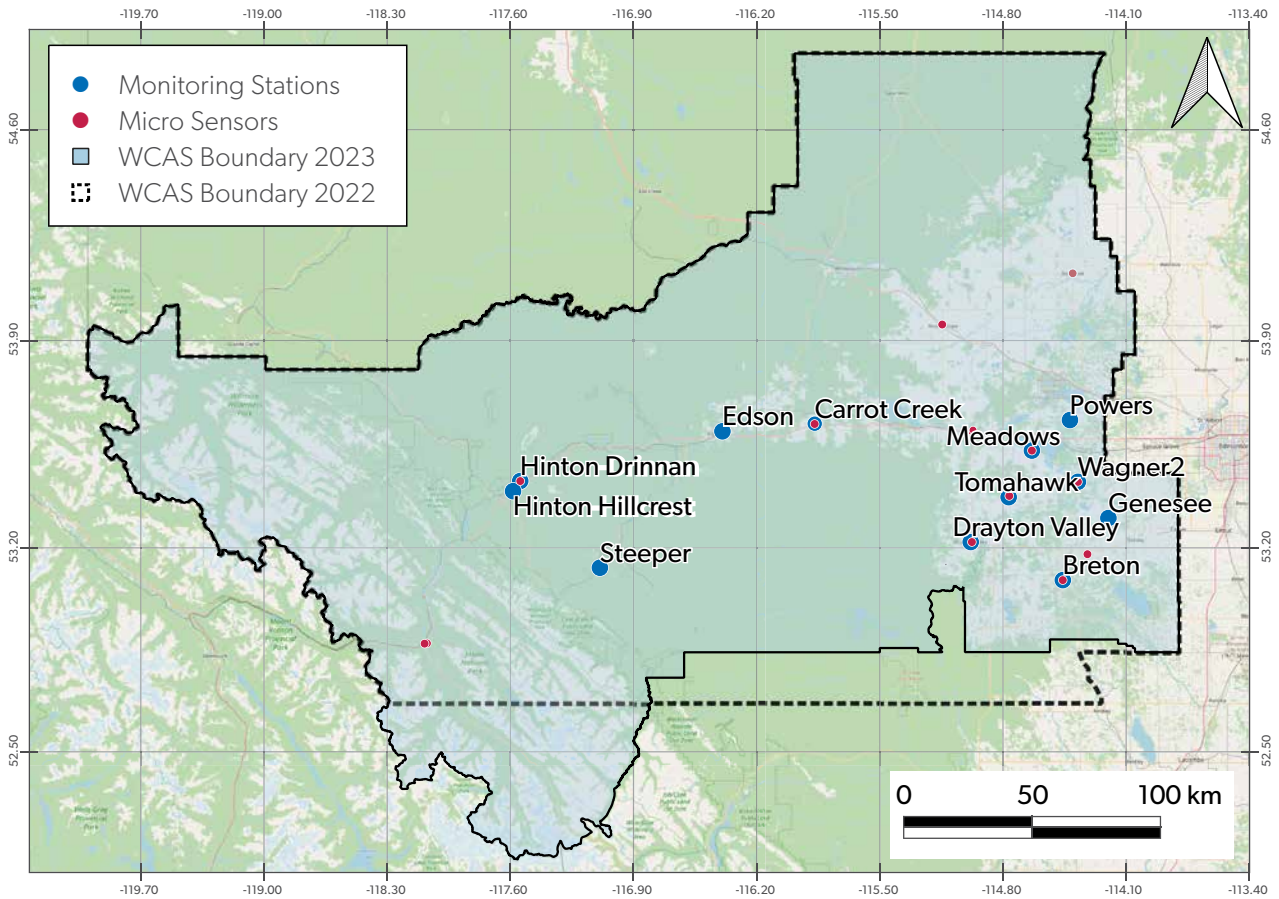 -119.70 -119.00 -118.30 -117.60 -116.90 -116.20 -115.50 -114.80 -114.10 -113.40
Monitoring Stations
Micro Sensors
WCAS Boundary 2023
WCAS Boundary 2022
54.60 54.60
53.90 53.90
Powers
Edson Carrot Creek
Meadows
Hinton Drinnan Wagner2
Tomahawk
Hinton Hillcrest Genesee
Drayton Valley
53.20 53.20
Steeper
Breton
52.50 52.50
0 50 100 km
-119.70 -119.00 -118.30 -117.60 -116.90 -116.20 -115.50 -114.80 -114.10 -113.40